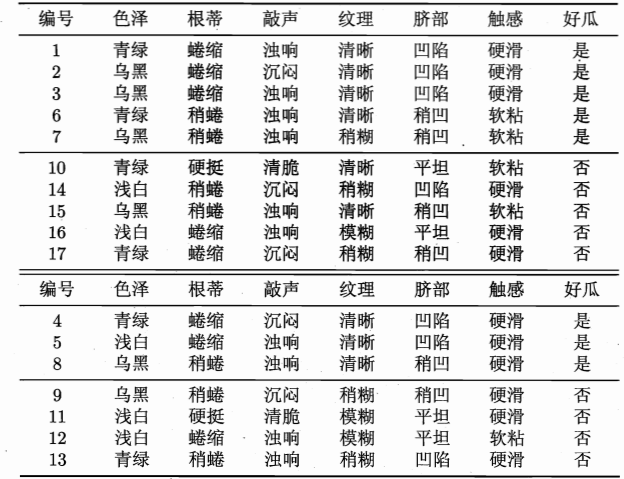 编号 色泽 根蒂 敲声 纹理 脐部 触感 好瓜
1 青绿 蜷缩 浊响 清晰 凹陷 硬滑 是
2 乌黑 蜷缩 沉闷 清晰 凹陷 硬滑 是
3 乌黑 蜷缩 浊响 清晰 凹陷 硬滑 是
6 青绿 稍蜷 浊响 清晰 稍凹 软粘 是
7 乌黑 稍蜷 浊响 稍糊 稍凹 软粘 是
10 青绿 硬挺 清脆 清晰 平坦 软粘 否
14 浅白 稍蜷 沉闷 稍糊 凹陷 硬滑 否
15 乌黑 稍蜷 浊响 清晰 稍凹 软粘 否
16 浅白 蜷缩 浊响 模糊 平坦 硬滑 否
17 青绿 蜷缩 沉闷 稍糊 稍凹 硬滑 否
编号 色泽 根蒂 敲声 纹理 脐部 触感 好瓜
4 青绿 蜷缩 沉闷 清晰 凹陷 硬滑 是
5 浅白 蜷缩 浊响 清晰 凹陷 硬滑 是
8 乌黑 稍蜷 浊响 清晰 稍凹 硬滑 是
9 乌黑 稍蜷 沉闷 稍糊 稍凹 硬滑 否
11 浅白 硬挺 清脆 模糊 平坦 硬滑 否
12 浅白 蜷缩 浊响 模糊 平坦 软粘 否
13 青绿 稍蜷 浊响 稍糊 凹陷 硬滑 否